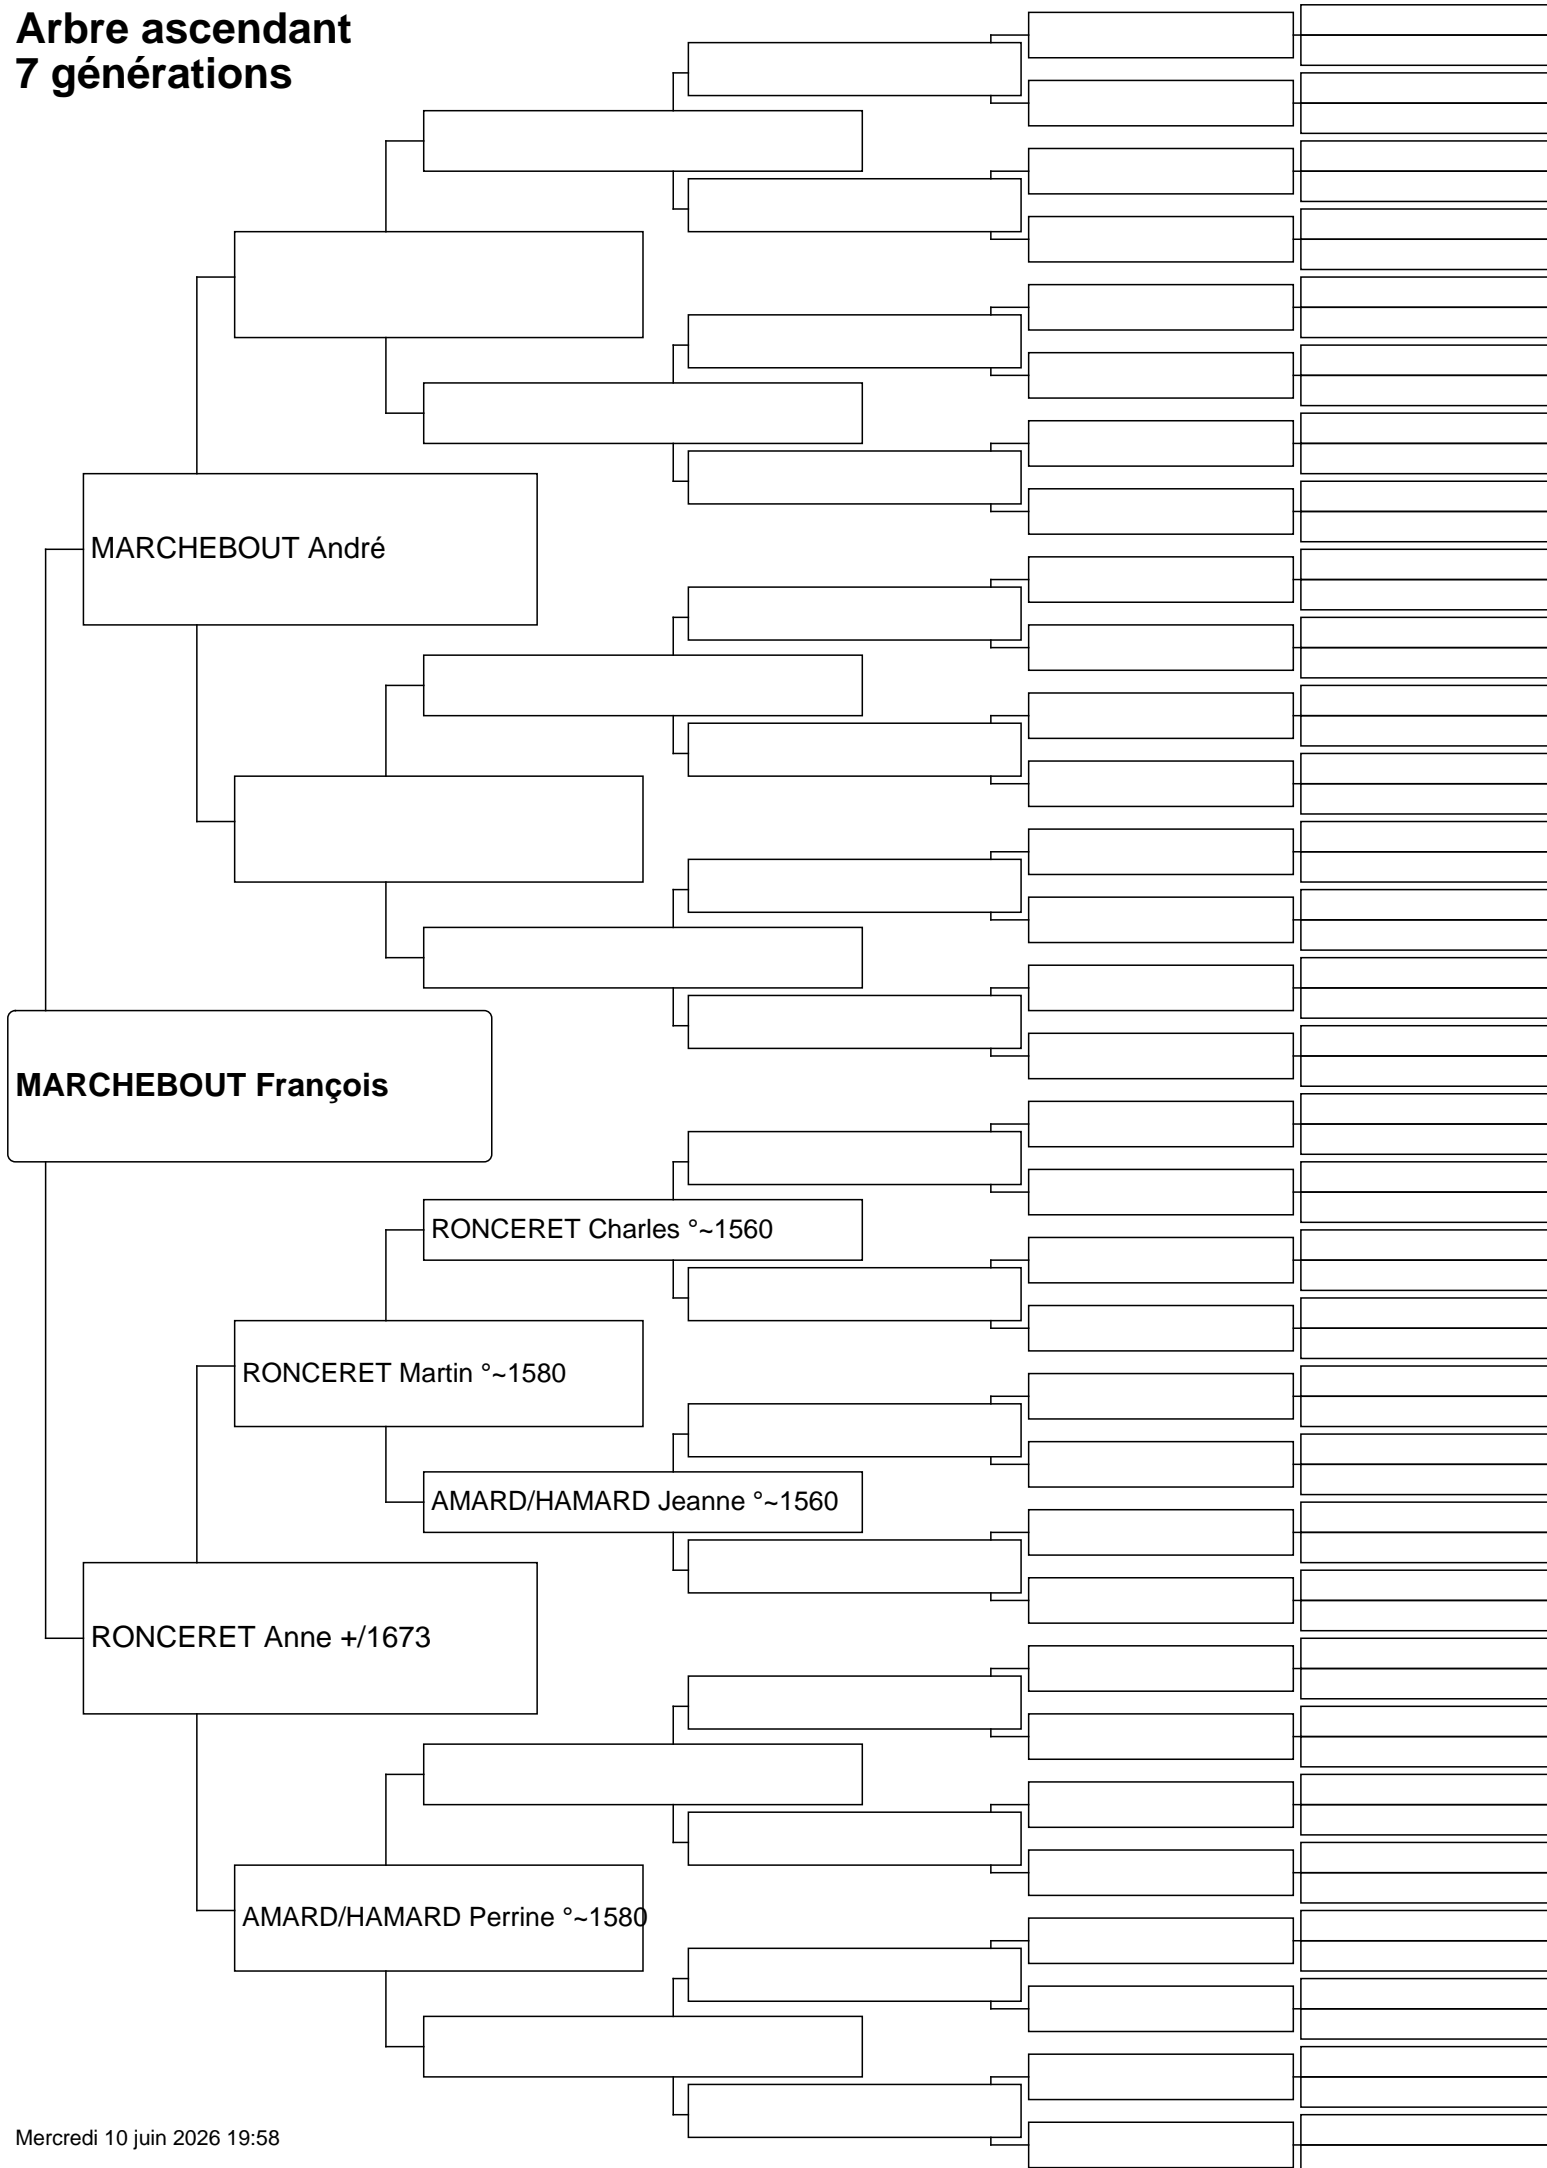 Arbre ascendant
7 générations
MARCHEBOUT André
MARCHEBOUT François
RONCERET Charles °~1560
RONCERET Martin °~1580
AMARD/HAMARD Jeanne °~1560
RONCERET Anne +/1673
AMARD/HAMARD Perrine °~1580
Mercredi 10 juin 2026 19:58